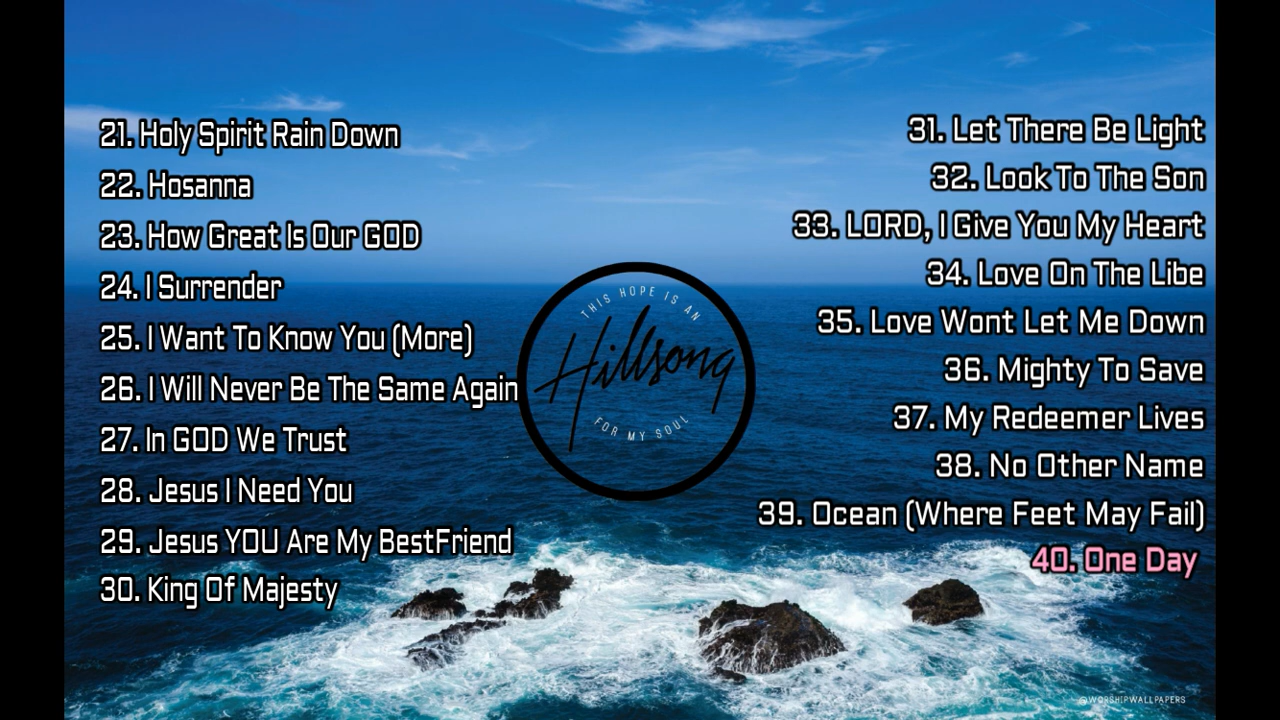 21. Holy Spirit Rain Down
22. Hosanna
23. How Great Is Our GOD
24. I Surrender
25. I Want To Know You (More)
26. I Will Never Be The Same Again
27. In GOD We Trust
28. Jesus I Need You
29. Jesus YOU Are My BestFriend
30. King Of Majesty
THIS HOPE IS AN
Hillsong
FOR MY SOUL
31. Let There Be Light
32. Look To The Son
33. LORD, I Give You My Heart
34. Love On The Libe
35. Love Wont Let Me Down
36. Mighty To Save
37. My Redeemer Lives
38. No Other Name
39. Ocean (Where Feet May Fail)
40. One Day
@WORSHIPWALLPAPERS